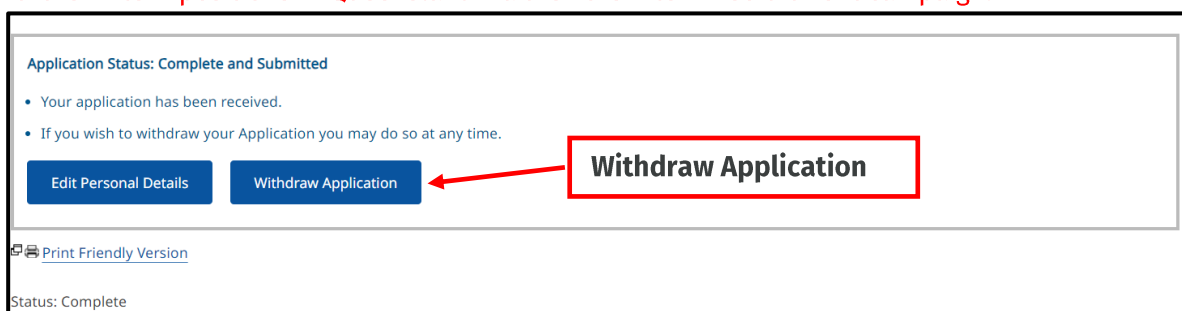 Application Status: Complete and Submitted
• Your application has been received.
• If you wish to withdraw your Application you may do so at any time.
Edit Personal Details Withdraw Application Withdraw Application
Print Friendly Version
Status: Complete